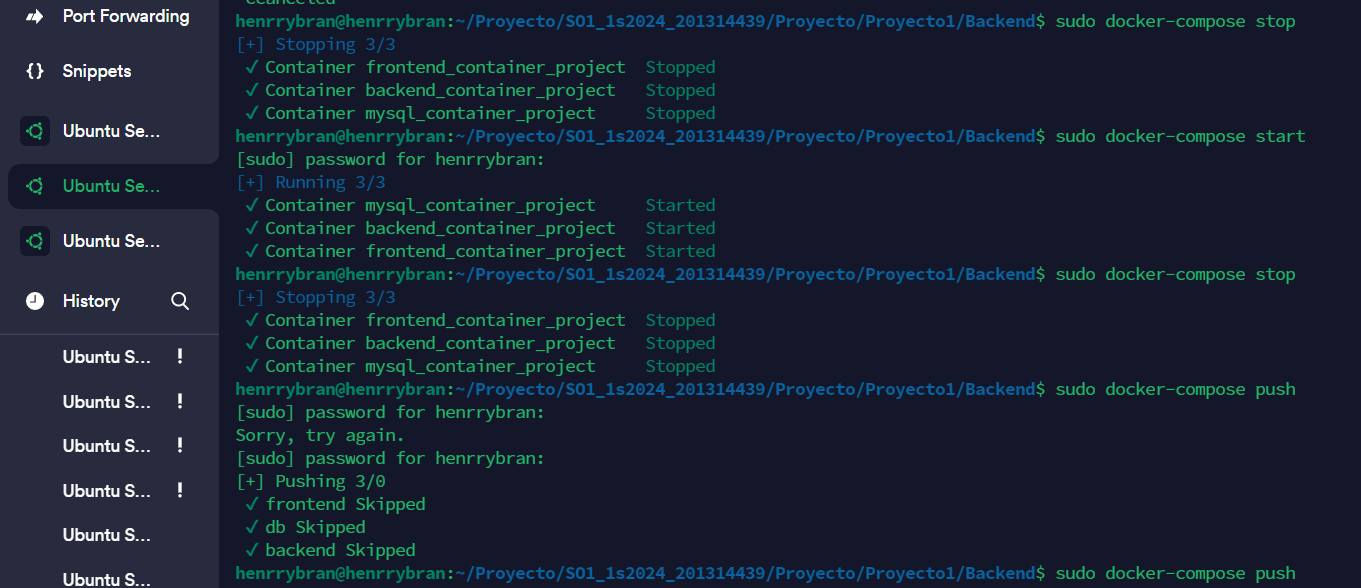 Port Forwarding
Snippets
Ubuntu Se...
Ubuntu Se...
Ubuntu Se...
History
Ubuntu S... !
Ubuntu S... !
Ubuntu S... !
Ubuntu S... !
Ubuntu S...
Ubuntu S...
henrrybran@henrrybran:~/Proyecto/SO1_1s2024_201314439/Proyecto/Proyecto1/Backend$ sudo docker-compose stop
[+] Stopping 3/3
✓ Container frontend_container_project Stopped
✓ Container backend_container_project Stopped
✓ Container mysql_container_project Stopped
henrrybran@henrrybran:~/Proyecto/SO1_1s2024_201314439/Proyecto/Proyecto1/Backend$ sudo docker-compose start
[sudo] password for henrrybran:
[+] Running 3/3
✓ Container mysql_container_project Started
✓ Container backend_container_project Started
✓ Container frontend_container_project Started
henrrybran@henrrybran:~/Proyecto/SO1_1s2024_201314439/Proyecto/Proyecto1/Backend$ sudo docker-compose stop
[+] Stopping 3/3
✓ Container frontend_container_project Stopped
✓ Container backend_container_project Stopped
✓ Container mysql_container_project Stopped
henrrybran@henrrybran:~/Proyecto/SO1_1s2024_201314439/Proyecto/Proyecto1/Backend$ sudo docker-compose push
[sudo] password for henrrybran:
Sorry, try again.
[sudo] password for henrrybran:
[+] Pushing 3/0
✓ frontend Skipped
✓ db Skipped
✓ backend Skipped
henrrybran@henrrybran:~/Proyecto/SO1_1s2024_201314439/Proyecto/Proyecto1/Backend$ sudo docker-compose push